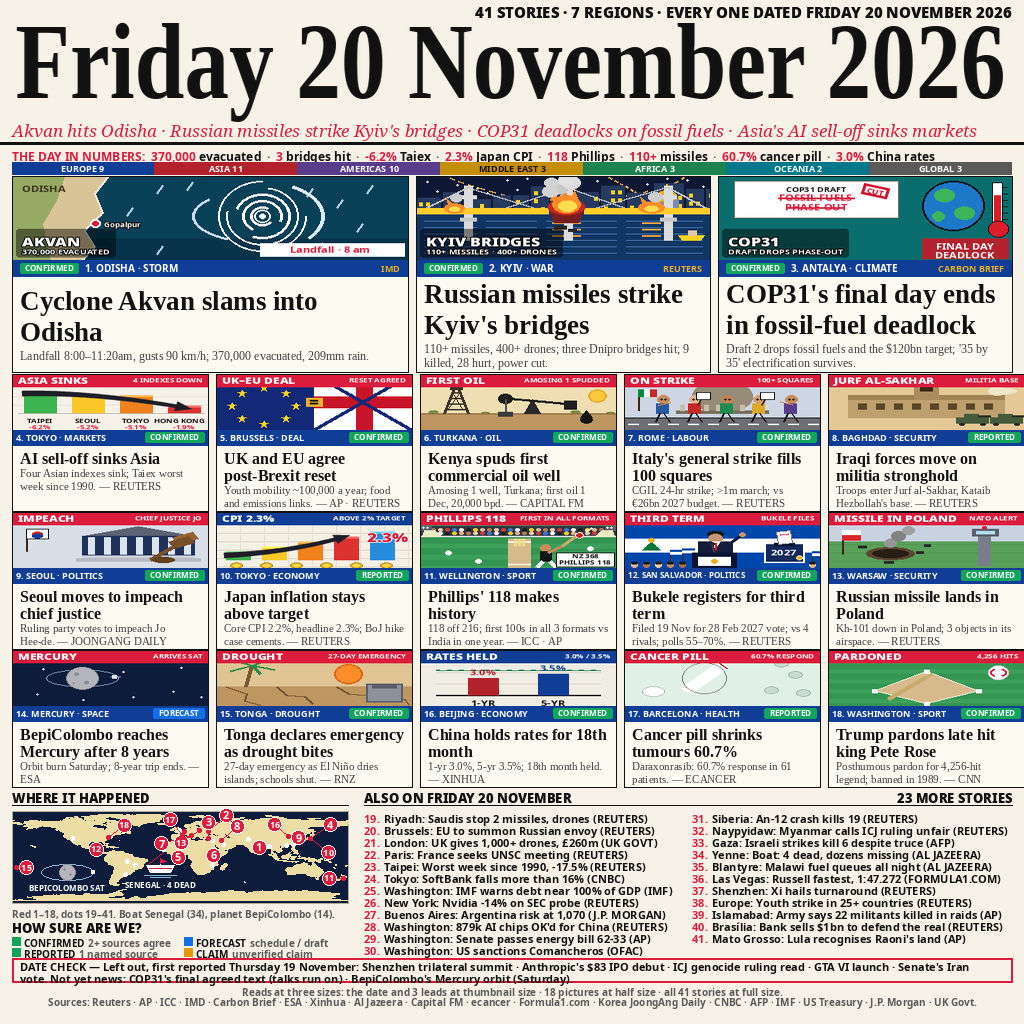 41 STORIES · 7 REGIONS · EVERY ONE DATED FRIDAY 20 NOVEMBER 2026
Friday 20 November 2026
Akvan hits Odisha · Russian missiles strike Kyiv's bridges · COP31 deadlocks on fossil fuels · Asia's AI sell-off sinks markets
THE DAY IN NUMBERS: 370,000 evacuated · 3 bridges hit · -6.2% Taiex · 2.3% Japan CPI · 118 Phillips · 110+ missiles · 60.7% cancer pill · 3.0% China rates
EUROPE 9 ASIA 11 AMERICAS 10 MIDDLE EAST 3 AFRICA 3 OCEANIA 2 GLOBAL 3
ODISHA
Gopalpur
AKVAN
370,000 EVACUATED
Landfall · 8 am
CONFIRMED 1. ODISHA · STORM IMD
Cyclone Akvan slams into
Odisha
Landfall 8:00–11:20am, gusts 90 km/h; 370,000 evacuated, 209mm rain.
KYIV BRIDGES
110+ MISSILES · 400+ DRONES
CONFIRMED 2. KYIV · WAR REUTERS
Russian missiles strike
Kyiv's bridges
110+ missiles, 400+ drones; three Dnipro bridges hit; 9
killed, 28 hurt, power cut.
COP31 DRAFT
FOSSIL FUELS
PHASE-OUT
CUT
COP31
DRAFT DROPS PHASE-OUT
FINAL DAY
DEADLOCK
CONFIRMED 3. ANTALYA · CLIMATE CARBON BRIEF
COP31's final day ends
in fossil-fuel deadlock
Draft 2 drops fossil fuels and the $120bn target; '35 by
35' electrification survives.
ASIA SINKS 4 INDEXES DOWN
TAIPEI SEOUL TOKYO HONG KONG
-6.2% -5.2% -5.1% -1.9%
4. TOKYO · MARKETS CONFIRMED
AI sell-off sinks Asia
Four Asian indexes sink; Taiex worst
week since 1990. — REUTERS
UK–EU DEAL RESET AGREED
=
5. BRUSSELS · DEAL CONFIRMED
UK and EU agree
post-Brexit reset
Youth mobility ~100,000 a year; food
and emissions links. — AP · REUTERS
FIRST OIL AMOSING 1 SPUDDED
6. TURKANA · OIL CONFIRMED
Kenya spuds first
commercial oil well
Amosing 1 well, Turkana; first oil 1
Dec, 20,000 bpd. — CAPITAL FM
ON STRIKE 100+ SQUARES
7. ROME · LABOUR CONFIRMED
Italy's general strike fills
100 squares
CGIL 24-hr strike; >1m march; vs
€26bn 2027 budget. — REUTERS
JURF AL-SAKHAR MILITIA BASE
8. BAGHDAD · SECURITY REPORTED
Iraqi forces move on
militia stronghold
Troops enter Jurf al-Sakhar, Kataib
Hezbollah's base. — REUTERS
IMPEACH CHIEF JUSTICE JO
9. SEOUL · POLITICS CONFIRMED
Seoul moves to impeach
chief justice
Ruling party votes to impeach Jo
Hee-de. — JOONGANG DAILY
CPI 2.3% ABOVE 2% TARGET
2.3%
10. TOKYO · ECONOMY REPORTED
Japan inflation stays
above target
Core CPI 2.2%, headline 2.3%; BoJ hike
case cements. — REUTERS
PHILLIPS 118 FIRST IN ALL FORMATS
NZ 368
PHILLIPS 118
11. WELLINGTON · SPORT CONFIRMED
Phillips' 118 makes
history
118 off 216; first 100s in all 3 formats vs
India in one year. — ICC · AP
THIRD TERM BUKELE FILES
2027
12. SAN SALVADOR · POLITICS CONFIRMED
Bukele registers for third
term
Filed 19 Nov for 28 Feb 2027 vote; vs 4
rivals; polls 55–70%. — REUTERS
MISSILE IN POLAND NATO ALERT
13. WARSAW · SECURITY CONFIRMED
Russian missile lands in
Poland
Kh-101 down in Poland; 3 objects in its
airspace — REUTERS
MERCURY ARRIVES SAT
14. MERCURY · SPACE FORECAST
BepiColombo reaches
Mercury after 8 years
Orbit burn Saturday; 8-year trip ends. —
ESA
DROUGHT 27-DAY EMERGENCY
15. TONGA · DROUGHT CONFIRMED
Tonga declares emergency
as drought bites
27-day emergency as El Niño dries
islands; schools shut. — RNZ
RATES HELD 3.0% / 3.5%
3.0% 3.5%
1-YR 5-YR
16. BEIJING · ECONOMY CONFIRMED
China holds rates for 18th
month
1-yr 3.0%, 5-yr 3.5%; 18th month held.
— XINHUA
CANCER PILL 60.7% RESPOND
17. BARCELONA · HEALTH REPORTED
Cancer pill shrinks
tumours 60.7%
Daraxonrasib: 60.7% response in 61
patients. — ECANCER
PARDONED 4,256 HITS
18. WASHINGTON · SPORT CONFIRMED
Trump pardons late hit
king Pete Rose
Posthumous pardon for 4,256-hit
legend; banned in 1989. — CNN
WHERE IT HAPPENED
17 2 3 8 18 16 4 7 9 12 13 1 10 5 6 15 11
BEPICOLOMBO SAT SENEGAL · 4 DEAD
Red 1–18, dots 19–41. Boat Senegal (34), planet BepiColombo (14).
HOW SURE ARE WE?
CONFIRMED 2+ sources agree FORECAST schedule / draft
REPORTED 1 named source CLAIM unverified claim
ALSO ON FRIDAY 20 NOVEMBER 23 MORE STORIES
19. Riyadh: Saudis stop 2 missiles, drones (REUTERS)
20. Brussels: EU to summon Russian envoy (REUTERS)
21. London: UK gives 1,000+ drones, £260m (UK GOVT)
22. Paris: France seeks UNSC meeting (REUTERS)
23. Taipei: Worst week since 1990, -17.5% (REUTERS)
24. Tokyo: SoftBank falls more than 16% (CNBC)
25. Washington: IMF warns debt near 100% of GDP (IMF)
26. New York: Nvidia -14% on SEC probe (REUTERS)
27. Buenos Aires: Argentina risk at 1,070 (J.P. MORGAN)
28. Washington: 879k AI chips OK'd for China (REUTERS)
29. Washington: Senate passes energy bill 62-33 (AP)
30. Washington: US sanctions Comancheros (OFAC)
31. Siberia: An-12 crash kills 19 (REUTERS)
32. Naypyidaw: Myanmar calls ICJ ruling unfair (REUTERS)
33. Gaza: Israeli strikes kill 6 despite truce (AFP)
34. Yenne: Boat: 4 dead, dozens missing (AL JAZEERA)
35. Blantyre: Malawi fuel queues all night (AL JAZEERA)
36. Las Vegas: Russell fastest, 1:47.272 (FORMULA1.COM)
37. Shenzhen: Xi hails turnaround (REUTERS)
38. Europe: Youth strike in 25+ countries (REUTERS)
39. Islamabad: Army says 22 militants killed in raids (AP)
40. Brasília: Bank sells $1bn to defend the real (REUTERS)
41. Mato Grosso: Lula recognises Raoni's land (AP)
DATE CHECK — Left out, first reported Thursday 19 November: Shenzhen trilateral summit · Anthropic's $83 IPO debut · ICJ genocide ruling read · GTA VI launch · Senate's Iran
vote. Not yet news: COP31's final agreed text (talks run on) · BepiColombo's Mercury orbit (Saturday).
Reads at three sizes: the date and 3 leads at thumbnail size · 18 pictures at half size · all 41 stories at full size.
Sources: Reuters · AP · ICC · IMD · Carbon Brief · ESA · Xinhua · Al Jazeera · Capital FM · ecancer · Formula1.com · Korea JoongAng Daily · CNBC · AFP · IMF · US Treasury · J.P. Morgan · UK Govt.